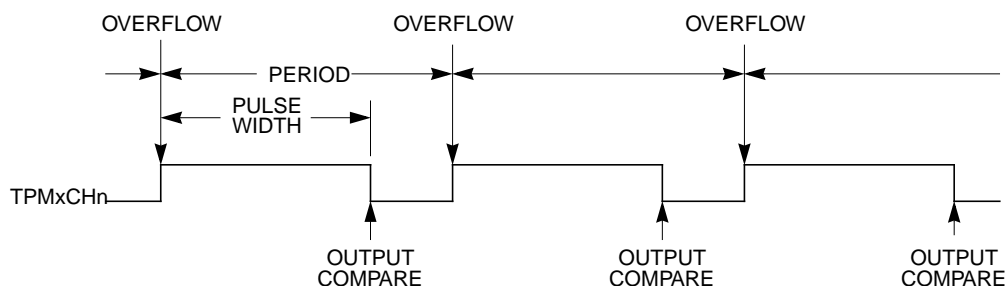 OVERFLOW OVERFLOW OVERFLOW
PERIOD
PULSE
WIDTH
TPMxCHn
OUTPUT
COMPARE
OUTPUT
COMPARE
OUTPUT
COMPARE